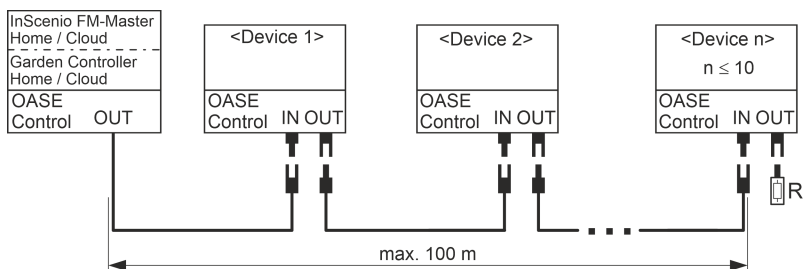 InScenio FM-Master
Home / Cloud
Garden Controller
Home / Cloud
OASE
Control OUT
<Device 1>
OASE
Control IN OUT
<Device 2>
OASE
Control IN OUT
<Device n>
n ≤ 10
OASE
Control IN OUT
R
max. 100 m